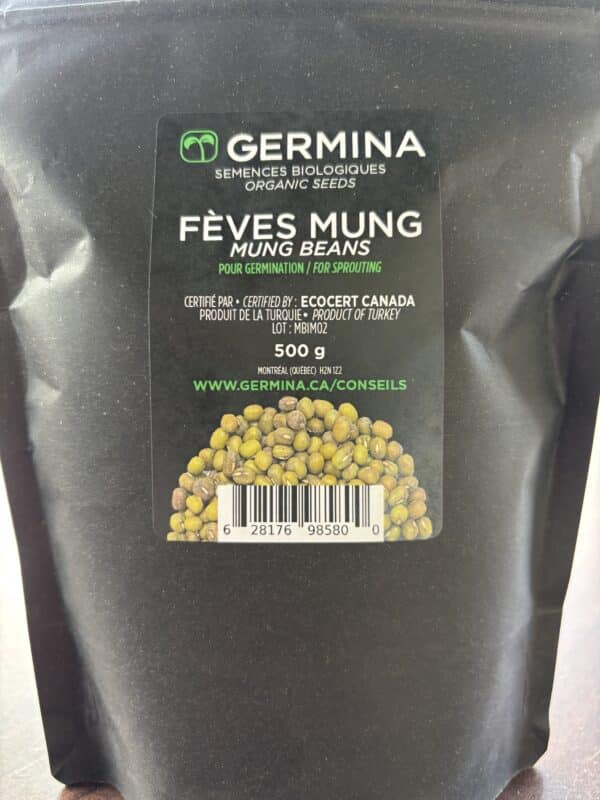 GERMINA
SEMENCES BIOLOGIQUES
ORGANIC SEEDS
FÈVES MUNG
MUNG BEANS
POUR GERMINATION / FOR SPROUTING
CERTIFIÉ PAR • CERTIFIED BY : ECOCERT CANADA
PRODUIT DE LA TURQUIE • PRODUCT OF TURKEY
LOT : MBIM02
500 g
MONTRÉAL (QUÉBEC) H2N 1Z2
WWW.GERMINA.CA/CONSEILS
6 28176 98580 0